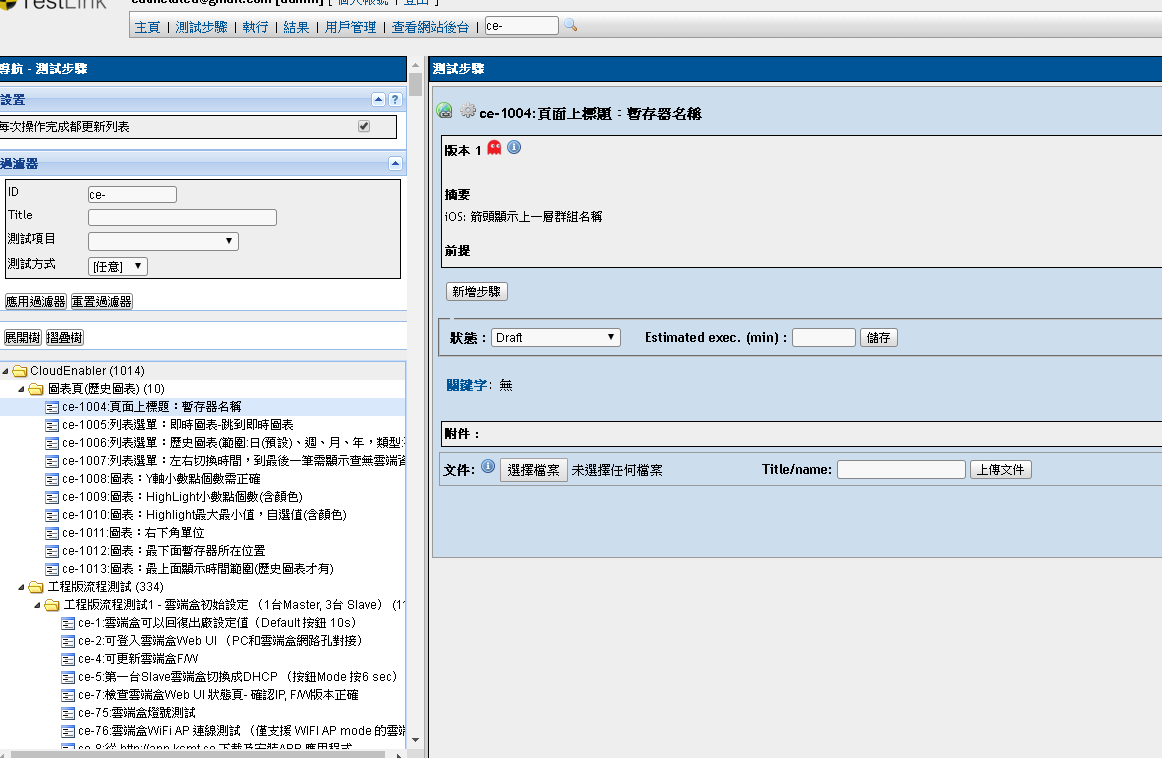 TestLink
[admin] [ 個人帳號 | 登出 ]
主頁 | 測試步驟 | 執行 | 結果 | 用戶管理 | 查看網站後台 | ce-
導航 - 測試步驟
設置
每次操作完成都更新列表
過濾器
ID ce-
Title
測試項目
測試方式 [任意]
應用過濾器 重置過濾器
展開樹 摺疊樹
CloudEnabler (1014)
圖表頁(歷史圖表) (10)
ce-1004:頁面上標題：暫存器名稱
ce-1005:列表選單：即時圖表-跳到即時圖表
ce-1006:列表選單：歷史圖表(範圍:日(預設)、週、月、年，類型:
ce-1007:列表選單：左右切換時間，到最後一筆需顯示查無雲端資
ce-1008:圖表：Y軸小數點個數需正確
ce-1009:圖表：HighLight小數點個數(含顏色)
ce-1010:圖表：Highlight最大最小值，自選值(含顏色)
ce-1011:圖表：右下角單位
ce-1012:圖表：最下面暫存器所在位置
ce-1013:圖表：最上面顯示時間範圍(歷史圖表才有)
工程版流程測試 (334)
工程版流程測試1 - 雲端盒初始設定 （1台Master, 3台 Slave） (1
ce-1:雲端盒可以回復出廠設定值（Default 按鈕 10s）
ce-2:可登入雲端盒Web UI （PC和雲端盒網路孔對接）
ce-4:可更新雲端盒F/W
ce-5:第一台Slave雲端盒切換成DHCP （按鈕Mode 按6 sec）
ce-7:檢查雲端盒Web UI 狀態頁- 確認IP, F/W版本正確
ce-75:雲端盒燈號測試
ce-76:雲端盒WiFi AP 連線測試 （僅支援 WIFI AP mode 的雲端
測試步驟
ce-1004:頁面上標題：暫存器名稱
版本 1
摘要
iOS: 箭頭顯示上一層群組名稱
前提
新增步驟
狀態 : Draft Estimated exec. (min) : 儲存
關鍵字: 無
附件 :
文件: 選擇檔案 未選擇任何檔案 Title/name: 上傳文件